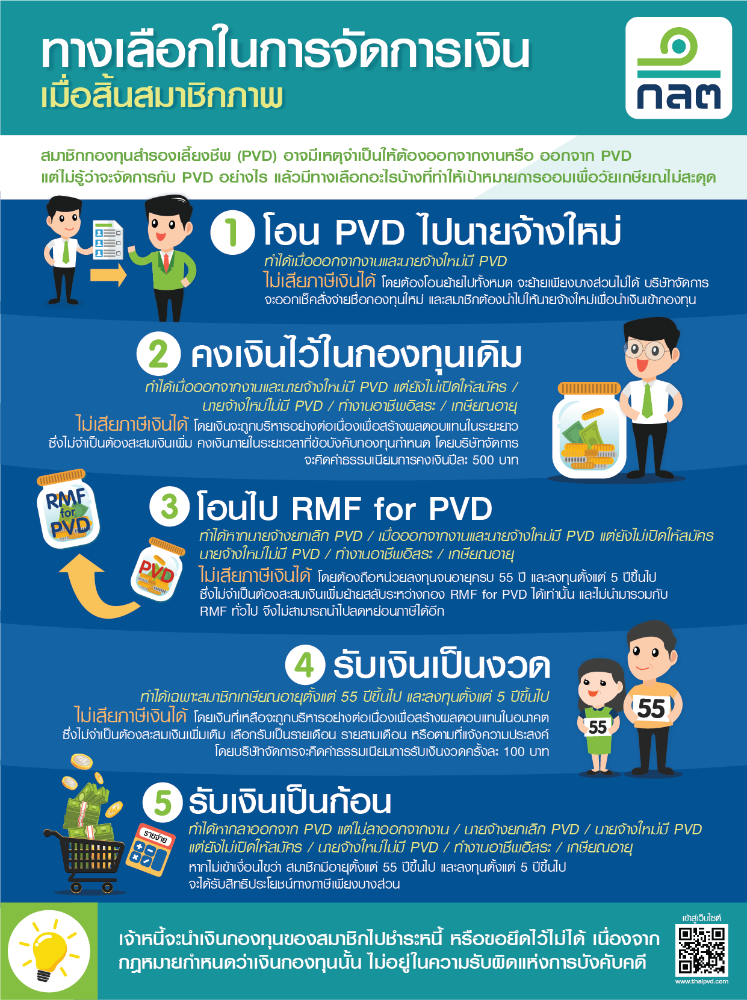 ทางเลือกในการจัดการเงิน
เมื่อสิ้นสมาชิกภาพ
กลต
สมาชิกกองทุนสำรองเลี้ยงชีพ (PVD) อาจมีเหตุจำเป็นให้ต้องออกจากงานหรือ ออกจาก PVD
แต่ไม่รู้ว่าจะจัดการกับ PVD อย่างไร แล้วมีทางเลือกอะไรบ้างที่ทำให้เป้าหมายการออมเพื่อวัยเกษียณไม่สะดุด
1 โอน PVD ไปนายจ้างใหม่
ทำได้เมื่อออกจากงานและนายจ้างใหม่มี PVD
ไม่เสียภาษีเงินได้ โดยต้องโอนย้ายไปทั้งหมด จะย้ายเพียงบางส่วนไม่ได้ บริษัทจัดการ
จะออกเช็คสั่งจ่ายชื่อกองทุนใหม่ และสมาชิกต้องนำไปให้นายจ้างใหม่เพื่อนำเงินเข้ากองทุน
2 คงเงินไว้ในกองทุนเดิม
ทำได้เมื่อออกจากงานและนายจ้างใหม่มี PVD แต่ยังไม่เปิดให้สมัคร /
นายจ้างใหม่ไม่มี PVD / ทำงานอาชีพอิสระ / เกษียณอายุ
ไม่เสียภาษีเงินได้ โดยเงินจะถูกบริหารอย่างต่อเนื่องเพื่อสร้างผลตอบแทนในระยะยาว
ซึ่งไม่จำเป็นต้องสะสมเงินเพิ่ม คงเงินภายในระยะเวลาที่ข้อบังคับกองทุนกำหนด โดยบริษัทจัดการ
จะคิดค่าธรรมเนียมการคงเงินปีละ 500 บาท
RMF
for
PVD
PVD
3 โอนไป RMF for PVD
ทำได้หากนายจ้างยกเลิก PVD / เมื่อออกจากงานและนายจ้างใหม่มี PVD แต่ยังไม่เปิดให้สมัคร
นายจ้างใหม่ไม่มี PVD / ทำงานอาชีพอิสระ / เกษียณอายุ
ไม่เสียภาษีเงินได้ โดยต้องถือหน่วยลงทุนจนอายุครบ 55 ปี และลงทุนตั้งแต่ 5 ปีขึ้นไป
ซึ่งไม่จำเป็นต้องสะสมเงินเพิ่มย้ายสลับระหว่างกอง RMF for PVD ได้เท่านั้น และไม่นำมารวมกับ
RMF ทั่วไป จึงไม่สามารถนำไปลดหย่อนภาษีได้อีก
4 รับเงินเป็นงวด
ทำได้เฉพาะสมาชิกเกษียณอายุตั้งแต่ 55 ปีขึ้นไป และลงทุนตั้งแต่ 5 ปีขึ้นไป
ไม่เสียภาษีเงินได้ โดยเงินที่เหลือจะถูกบริหารอย่างต่อเนื่องเพื่อสร้างผลตอบแทนในอนาคต
ซึ่งไม่จำเป็นต้องสะสมเงินเพิ่มเติม เลือกรับเป็นรายเดือน รายสามเดือน หรือตามที่แจ้งความประสงค์
โดยบริษัทจัดการจะคิดค่าธรรมเนียมการรับเงินงวดครั้งละ 100 บาท
55
55
5 รับเงินเป็นก้อน
รายจ่าย
ทำได้หากลาออกจาก PVD แต่ไม่ลาออกจากงาน / นายจ้างยกเลิก PVD / นายจ้างใหม่มี PVD
แต่ยังไม่เปิดให้สมัคร / นายจ้างใหม่ไม่มี PVD / ทำงานอาชีพอิสระ / เกษียณอายุ
หากไม่เข้าเงื่อนไขว่า สมาชิกมีอายุตั้งแต่ 55 ปีขึ้นไป และลงทุนตั้งแต่ 5 ปีขึ้นไป
จะได้รับสิทธิประโยชน์ทางภาษีเพียงบางส่วน
เจ้าหนี้จะนำเงินกองทุนของสมาชิกไปชำระหนี้ หรือขอยึดไว้ไม่ได้ เนื่องจาก
กฎหมายกำหนดว่าเงินกองทุนนั้น ไม่อยู่ในความรับผิดแห่งการบังคับคดี
เข้าสู่เว็บไซต์
www.thaipvd.com